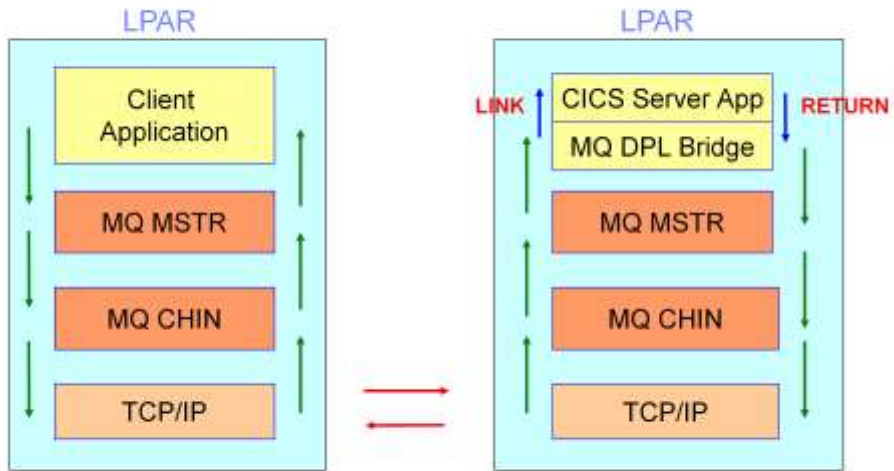 LPAR
Client
Application
MQ MSTR
MQ CHIN
TCP/IP
LPAR
LINK
CICS Server App
RETURN
MQ DPL Bridge
MQ MSTR
MQ CHIN
TCP/IP